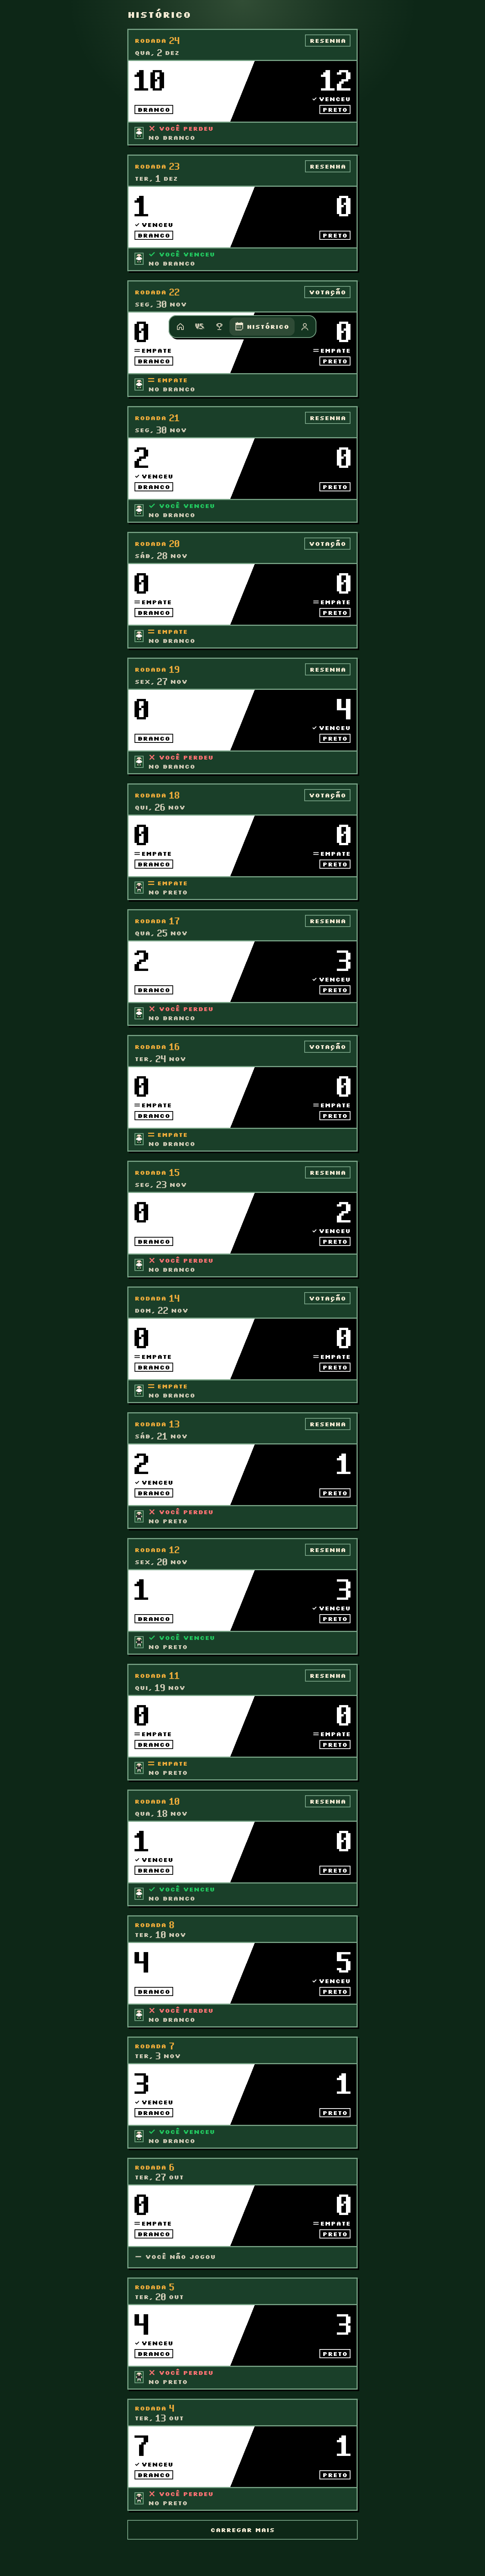 HISTÓRICO
RODADA 24 RESENHA
QUA, 2 DEZ
10 12
✓ VENCEU
BRANCO PRETO
✕ VOCÊ PERDEU
NO BRANCO
RODADA 23 RESENHA
TER, 1 DEZ
1 0
✓ VENCEU
BRANCO PRETO
✓ VOCÊ VENCEU
NO BRANCO
RODADA 22 VOTAÇÃO
SEG, 30 NOV
VS HISTÓRICO
0 0
= EMPATE = EMPATE
BRANCO PRETO
= EMPATE
NO BRANCO
RODADA 21 RESENHA
SEG, 30 NOV
2 0
✓ VENCEU
BRANCO PRETO
✓ VOCÊ VENCEU
NO BRANCO
RODADA 20 VOTAÇÃO
SÁB, 28 NOV
0 0
= EMPATE = EMPATE
BRANCO PRETO
= EMPATE
NO BRANCO
RODADA 19 RESENHA
SEX, 27 NOV
0 4
✓ VENCEU
BRANCO PRETO
✕ VOCÊ PERDEU
NO BRANCO
RODADA 18 VOTAÇÃO
QUI, 26 NOV
0 0
= EMPATE = EMPATE
BRANCO PRETO
= EMPATE
NO PRETO
RODADA 17 RESENHA
QUA, 25 NOV
2 3
✓ VENCEU
BRANCO PRETO
✕ VOCÊ PERDEU
NO BRANCO
RODADA 16 VOTAÇÃO
TER, 24 NOV
0 0
= EMPATE = EMPATE
BRANCO PRETO
= EMPATE
NO BRANCO
RODADA 15 RESENHA
SEG, 23 NOV
0 2
✓ VENCEU
BRANCO PRETO
✕ VOCÊ PERDEU
NO BRANCO
RODADA 14 VOTAÇÃO
DOM, 22 NOV
0 0
= EMPATE = EMPATE
BRANCO PRETO
= EMPATE
NO BRANCO
RODADA 13 RESENHA
SÁB, 21 NOV
2 1
✓ VENCEU
BRANCO PRETO
✕ VOCÊ PERDEU
NO PRETO
RODADA 12 RESENHA
SEX, 20 NOV
1 3
✓ VENCEU
BRANCO PRETO
✓ VOCÊ VENCEU
NO PRETO
RODADA 11 RESENHA
QUI, 19 NOV
0 0
= EMPATE = EMPATE
BRANCO PRETO
= EMPATE
NO PRETO
RODADA 10 RESENHA
QUA, 18 NOV
1 0
✓ VENCEU
BRANCO PRETO
✓ VOCÊ VENCEU
NO BRANCO
RODADA 8
TER, 10 NOV
4 5
✓ VENCEU
BRANCO PRETO
✕ VOCÊ PERDEU
NO BRANCO
RODADA 7
TER, 3 NOV
3 1
✓ VENCEU
BRANCO PRETO
✓ VOCÊ VENCEU
NO BRANCO
RODADA 6
TER, 27 OUT
0 0
= EMPATE = EMPATE
BRANCO PRETO
— VOCÊ NÃO JOGOU
RODADA 5
TER, 20 OUT
4 3
✓ VENCEU
BRANCO PRETO
✕ VOCÊ PERDEU
NO PRETO
RODADA 4
TER, 13 OUT
7 1
✓ VENCEU
BRANCO PRETO
✕ VOCÊ PERDEU
NO PRETO
CARREGAR MAIS